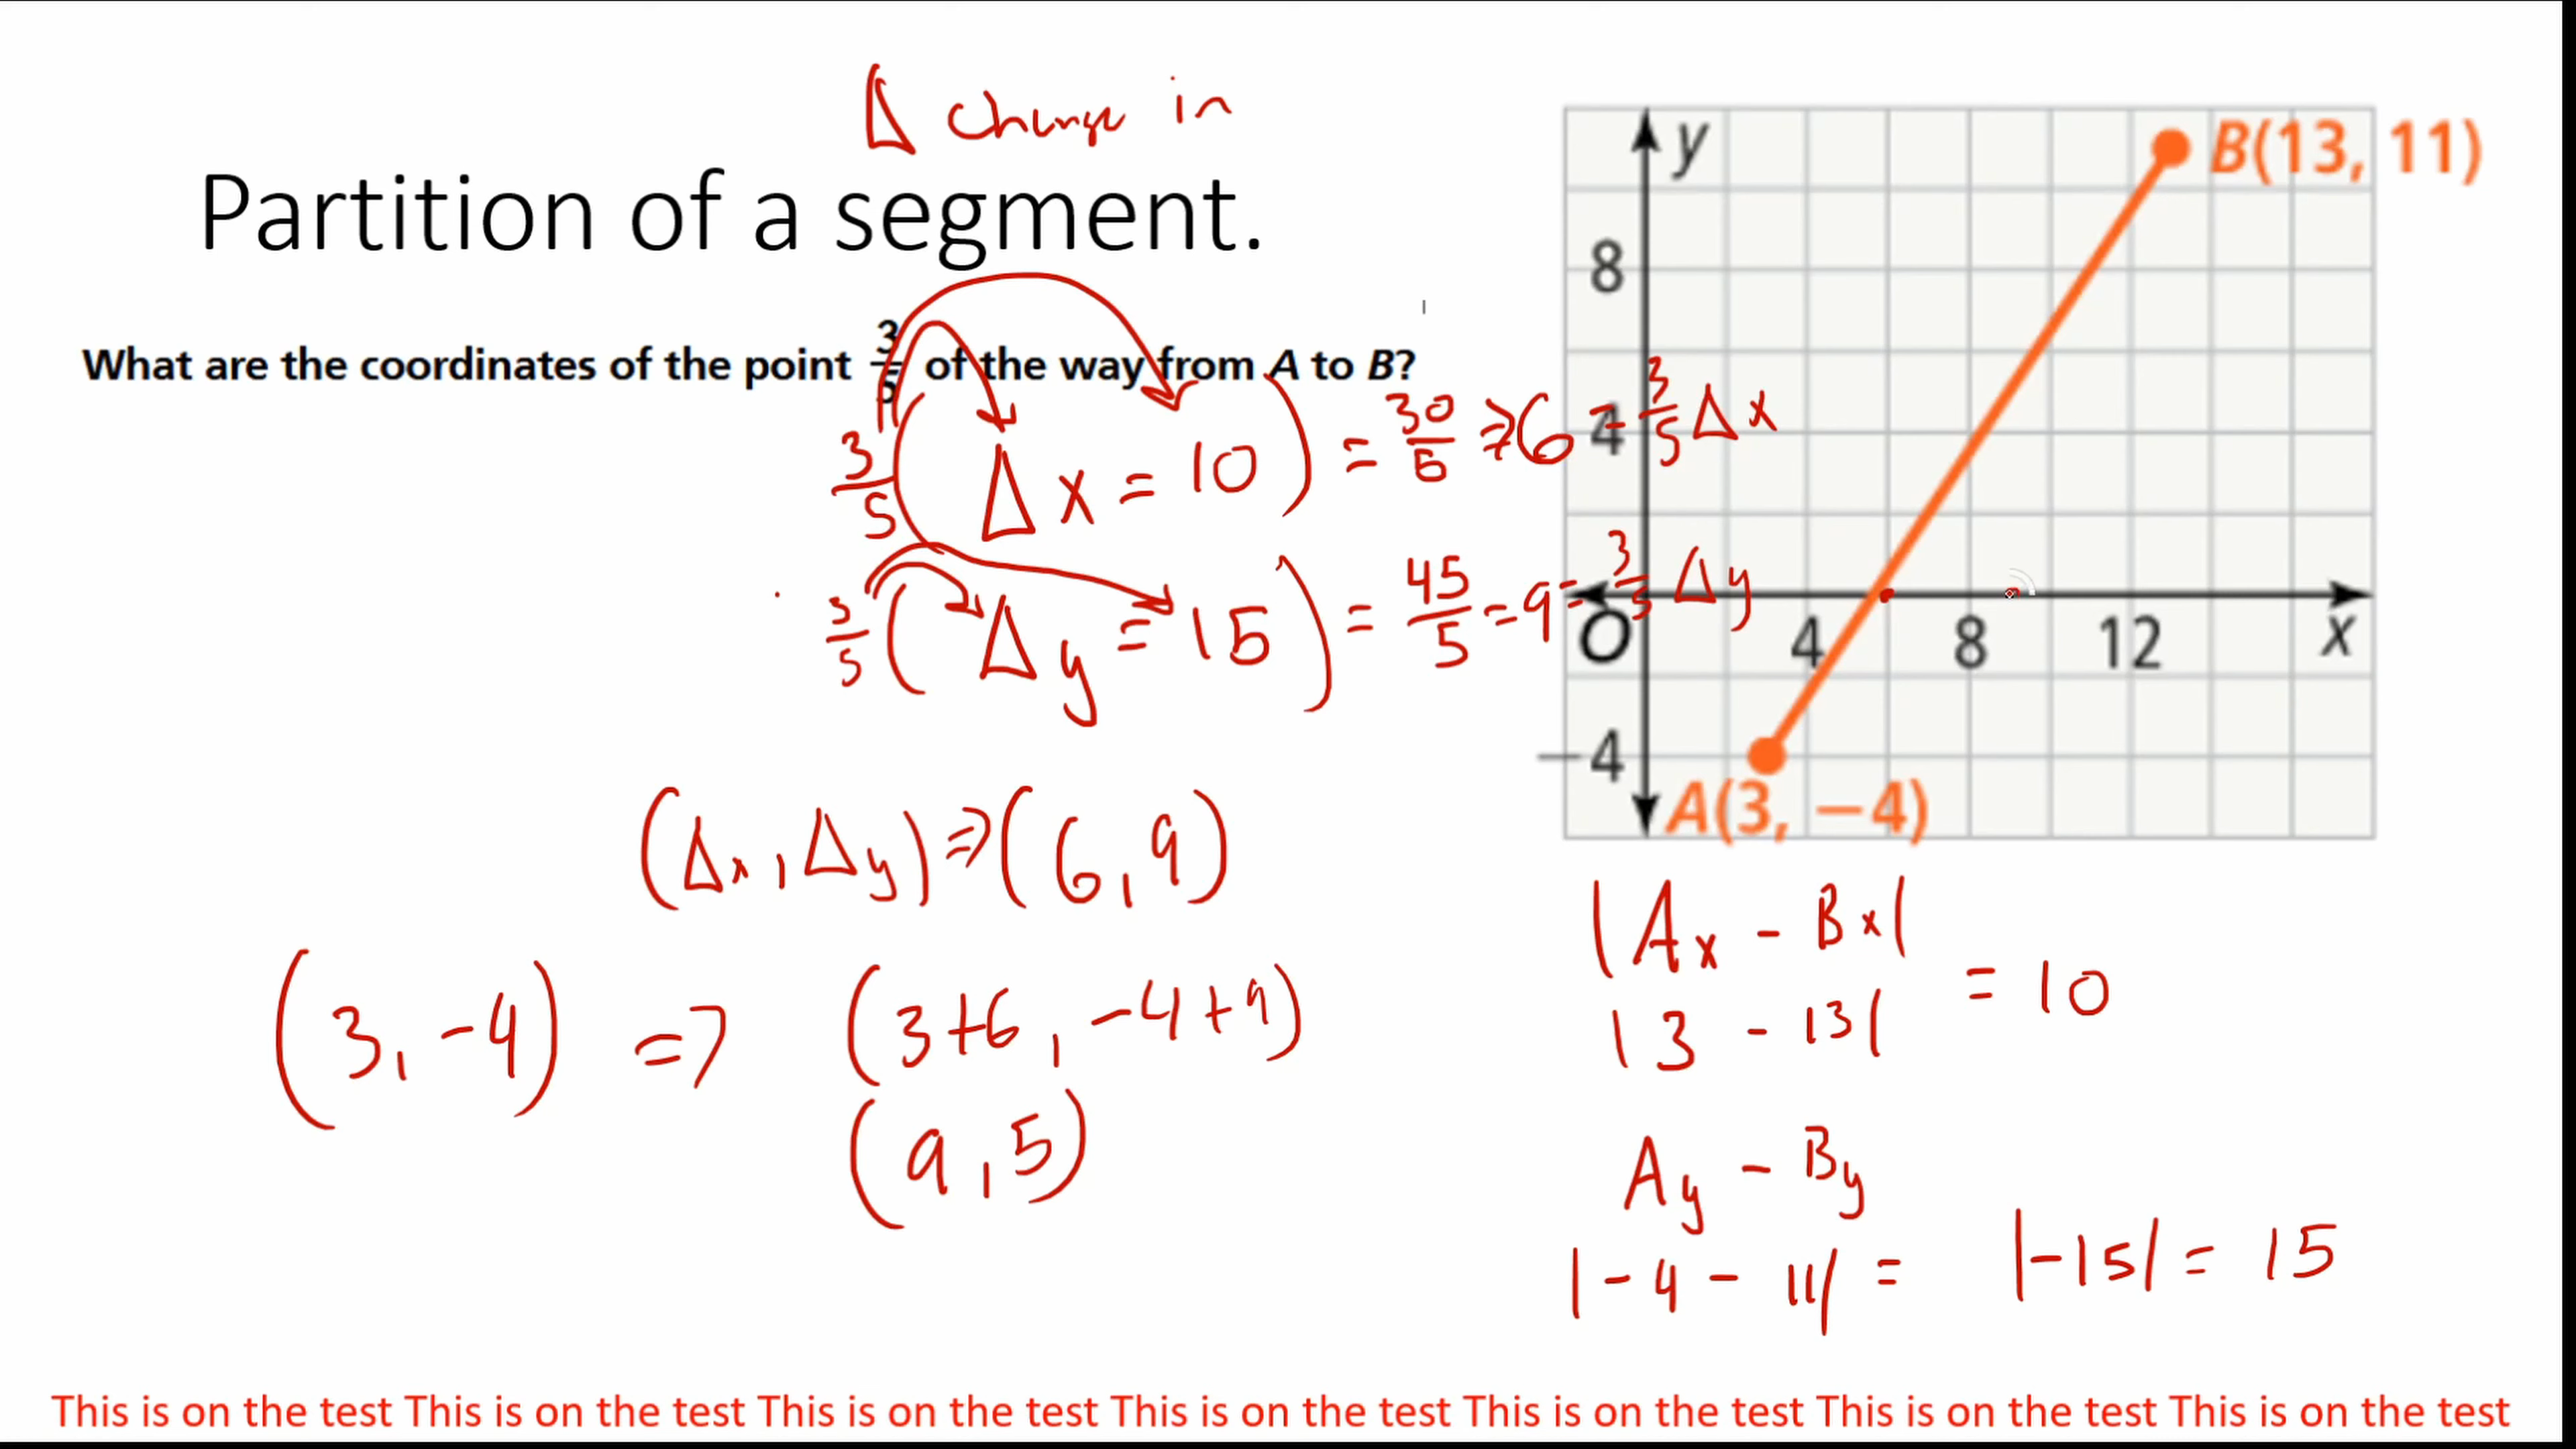 Δ change in
Partition of a segment.
What are the coordinates of the point 3/5 of the way from A to B?
3/5 (Δx = 10) = 30/5 ⇒ 6 = 3/5 Δx
3/5 (Δy = 15) = 45/5 = 9 = 3/5 Δy
(Δx, Δy) ⇒ (6, 9)
(3, -4) ⇒ (3+6, -4+9)
(9, 5)
y
B(13, 11)
8
4
O 4 8 12 x
−4
A(3, −4)
|Ax - Bx|
|3 - 13| = 10
Ay - By
|-4 - 11| = |-15| = 15
This is on the test This is on the test This is on the test This is on the test This is on the test This is on the test This is on the test